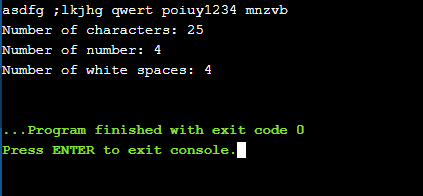 asdfg ;lkjhg qwert poiuy1234 mnzvb
Number of characters: 25
Number of number: 4
Number of white spaces: 4
...Program finished with exit code 0
Press ENTER to exit console.